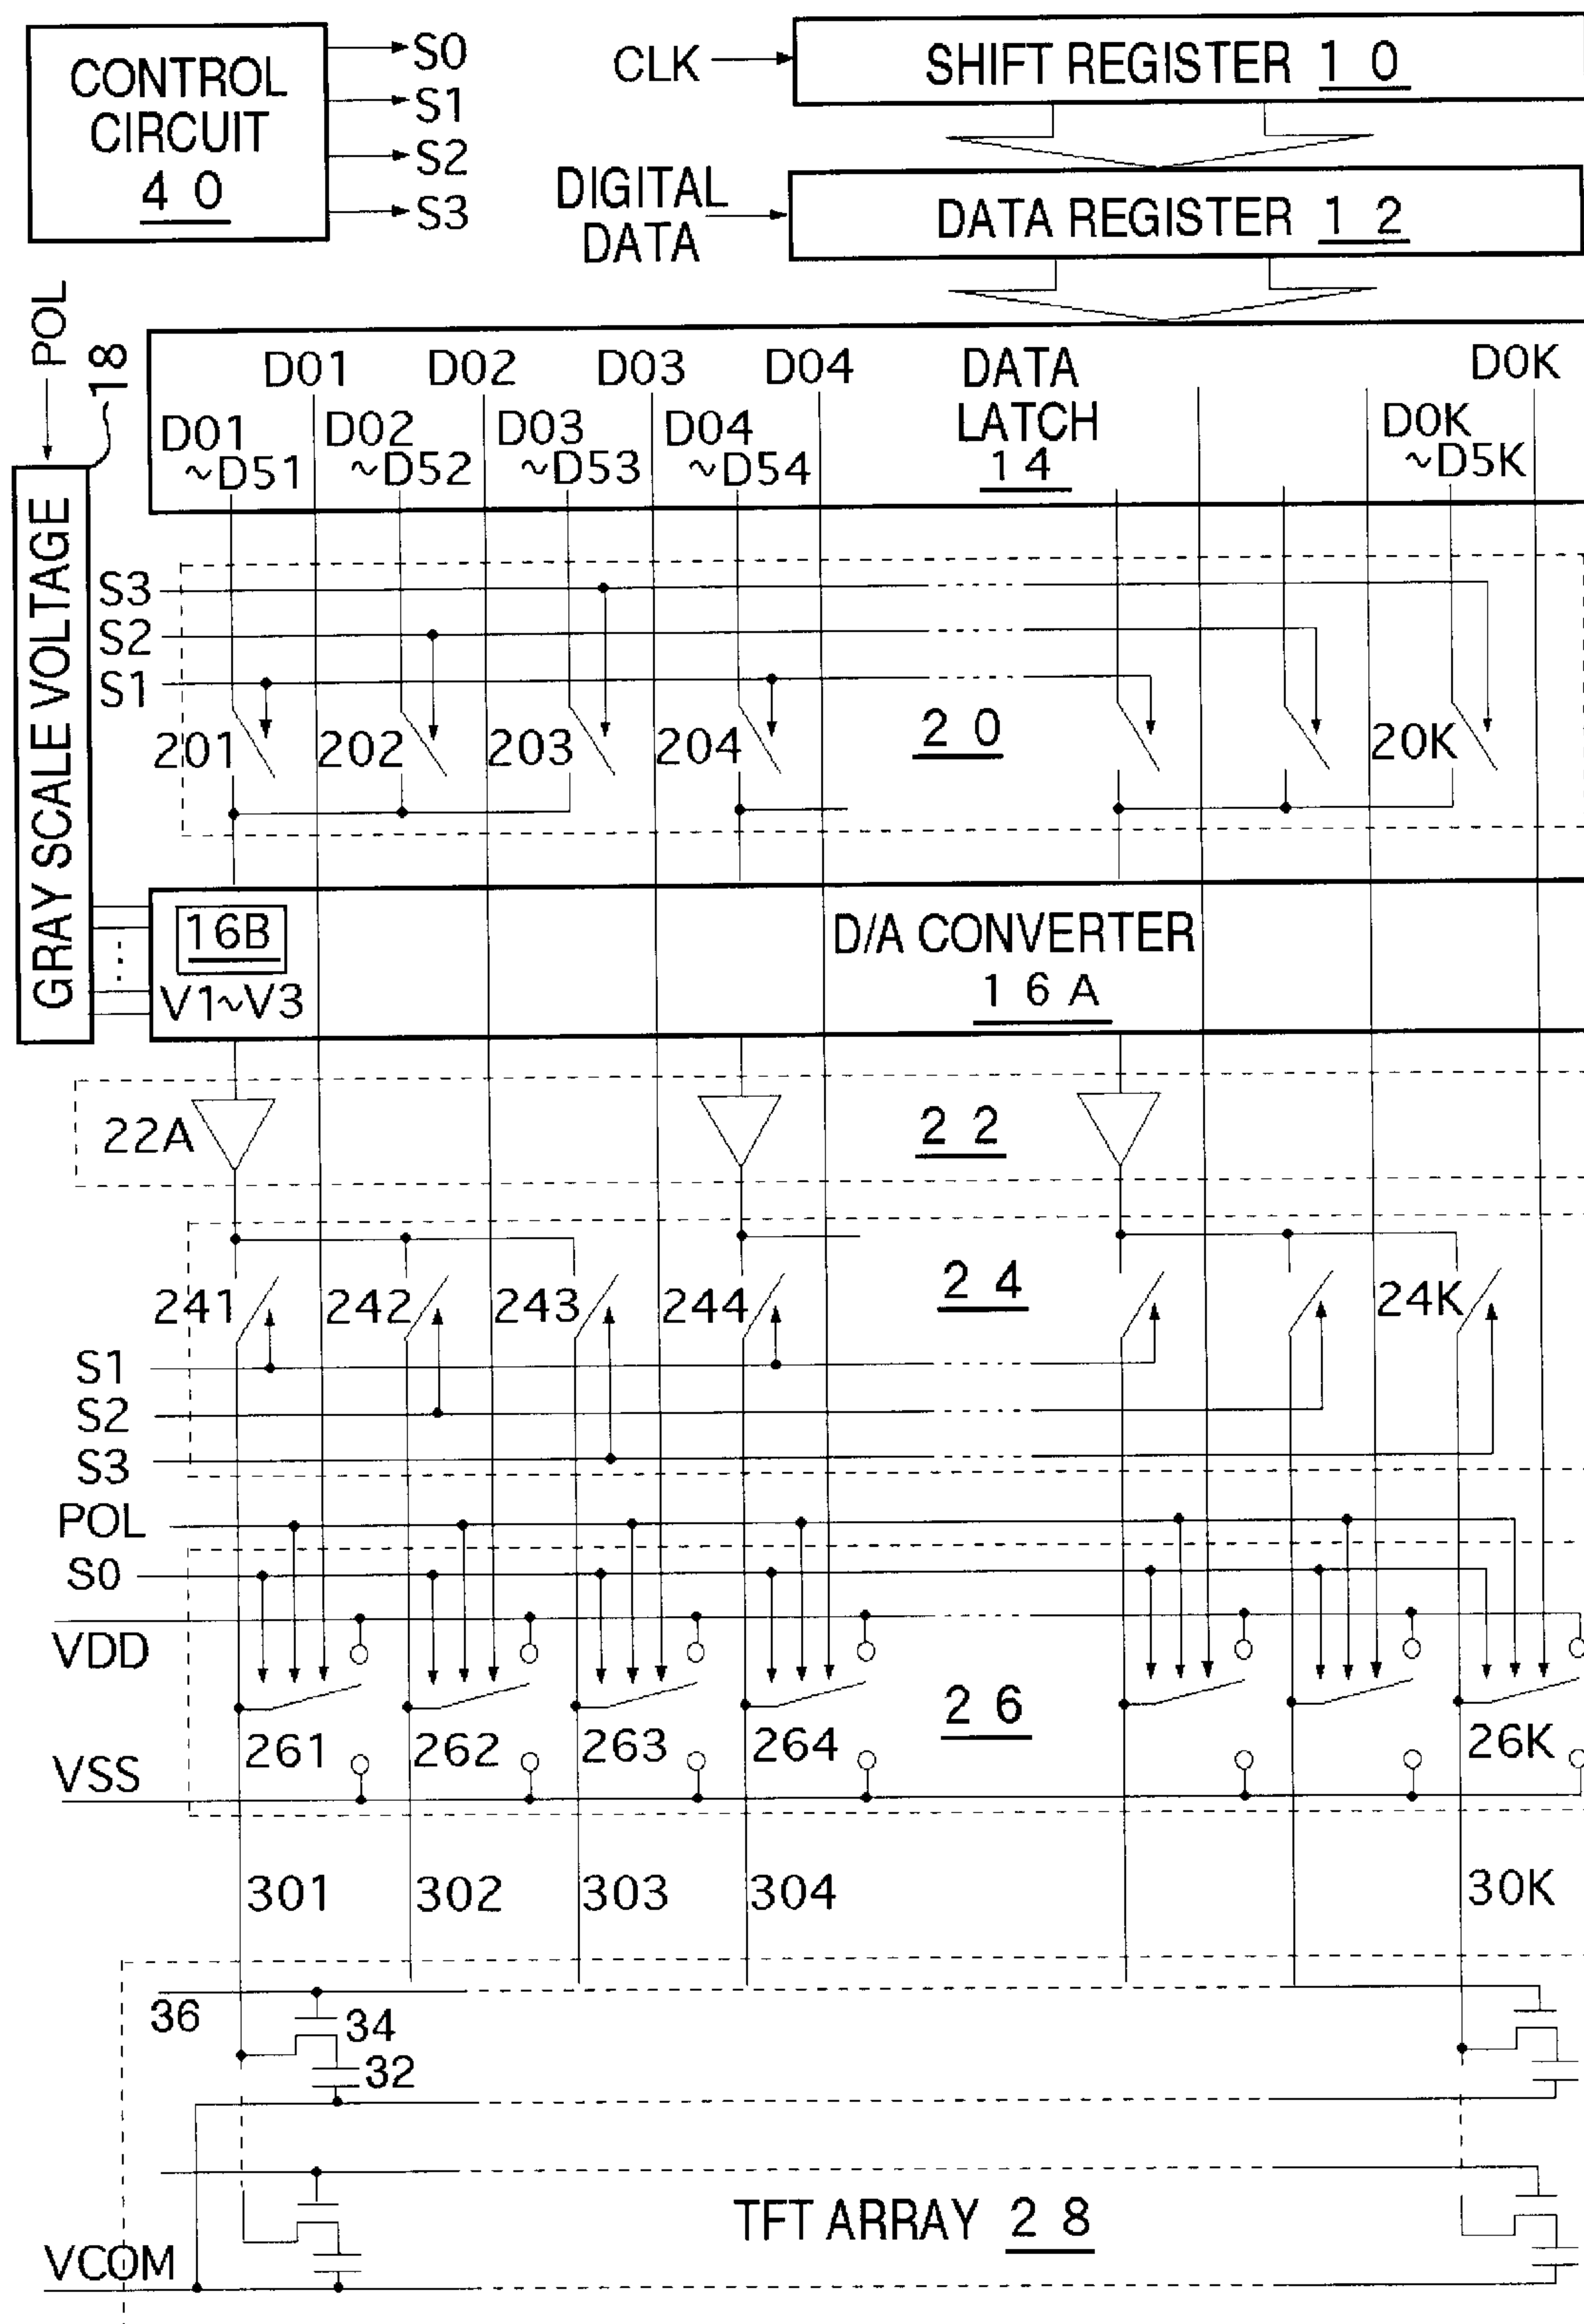 CONTROL
CIRCUIT
40
S0
S1
S2
S3
CLK
SHIFT REGISTER 10
DIGITAL
DATA
DATA REGISTER 12
POL
18
GRAY SCALE VOLTAGE
D01 D02 D03 D04 DATA D0K
D01 D02 D03 D04 LATCH D0K
~D51 ~D52 ~D53 ~D54 14 ~D5K
S3
S2
S1
201 202 203 204 20 20K
16B D/A CONVERTER
V1~V3 16A
22A 22
241 242 243 244 24 24K
S1
S2
S3
POL
S0
VDD
26
261 262 263 264 26K
VSS
301 302 303 304 30K
36 34
32
TFT ARRAY 28
VCOM